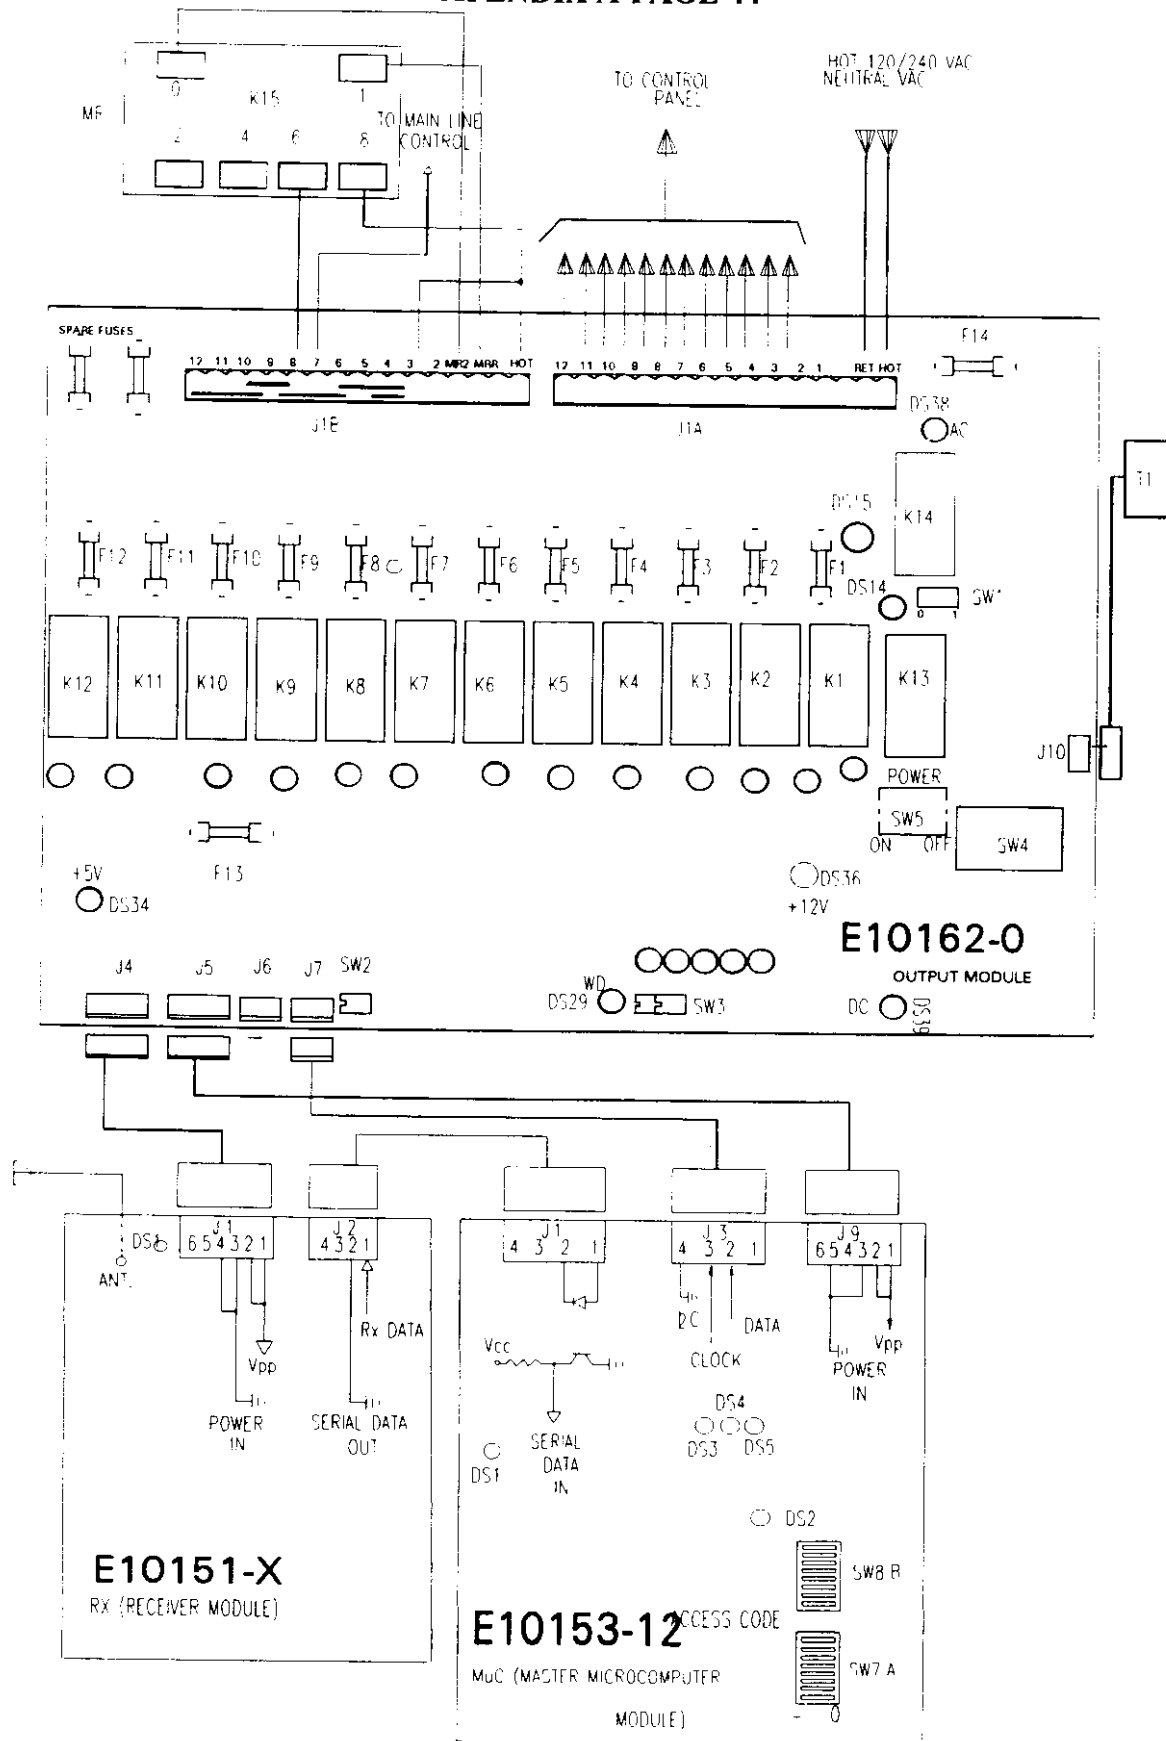 HOT 120/240 VAC
NEUTRAL VAC
TO CONTROL
PANEL
0
K15
1
TO MAIN LINE
CONTROL
2 4 6 8
SPARE FUSES
F14
12 11 10 9 8 7 6 5 4 3 2 MR2 MRR HOT
12 11 10 9 8 7 6 5 4 3 2 1 RET HOT
J1A
DS38
AC
T1
K14
DS15
F12 F11 F10 F9 F8 F7 F6 F5 F4 F3 F2 F1
DS14
0 1
K12 K11 K10 K9 K8 K7 K6 K5 K4 K3 K2 K1 K13
J10
POWER
SW5
ON OFF
SW4
F13
+5V
DS34
DS36
+12V
E10162-0
OUTPUT MODULE
J4 J5 J6 J7 SW2
WD
DS29
SW3
DC
DS39
ANT.
J1
6 5 4 3 2 1
J2
4 3 2 1
J1
4 3 2 1
J3
4 3 2 1
J9
6 5 4 3 2 1
Rx DATA
Vpp
POWER
IN
SERIAL DATA
OUT
Vcc
SERIAL
DATA
IN
DS1
DATA
CLOCK
Vpp
POWER
IN
DS4
DS3 DS5
DS2
SW8 B
ACCESS CODE
SW7 A
0
E10151-X
RX (RECEIVER MODULE)
E10153-12
MuC (MASTER MICROCOMPUTER
MODULE)